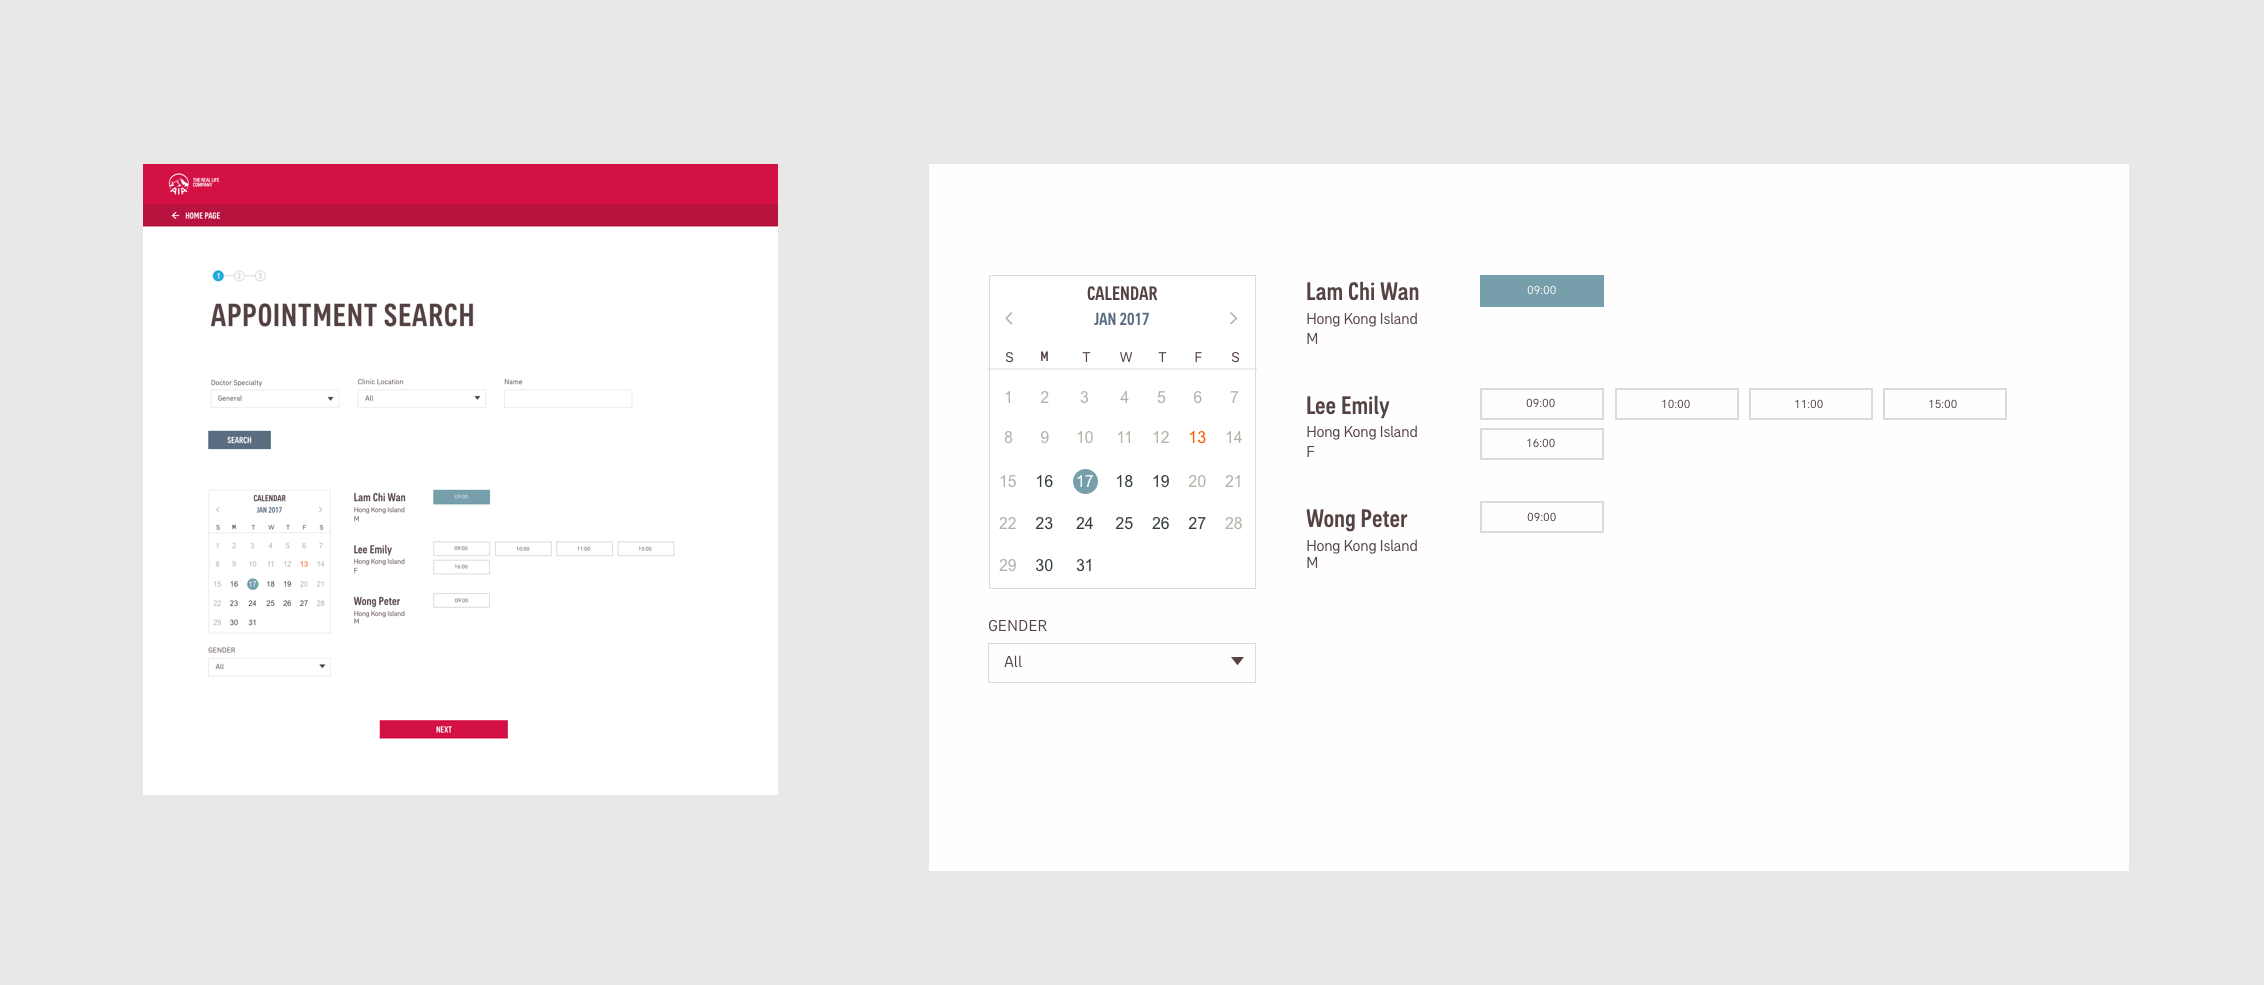 THE REAL LIFE
COMPANY
AIA
HOME PAGE
1 2 3
APPOINTMENT SEARCH
Doctor Specialty Clinic Location Name
General All
SEARCH
CALENDAR
JAN 2017
S M T W T F S
1 2 3 4 5 6 7
8 9 10 11 12 13 14
15 16 17 18 19 20 21
22 23 24 25 26 27 28
29 30 31
GENDER
All
Lam Chi Wan
Hong Kong Island
M
09:00
Lee Emily
Hong Kong Island
F
09:00 10:00 11:00 15:00
16:00
Wong Peter
Hong Kong Island
M
09:00
NEXT
CALENDAR
JAN 2017
S M T W T F S
1 2 3 4 5 6 7
8 9 10 11 12 13 14
15 16 17 18 19 20 21
22 23 24 25 26 27 28
29 30 31
GENDER
All
Lam Chi Wan
Hong Kong Island
M
09:00
Lee Emily
Hong Kong Island
F
09:00 10:00 11:00 15:00
16:00
Wong Peter
Hong Kong Island
M
09:00